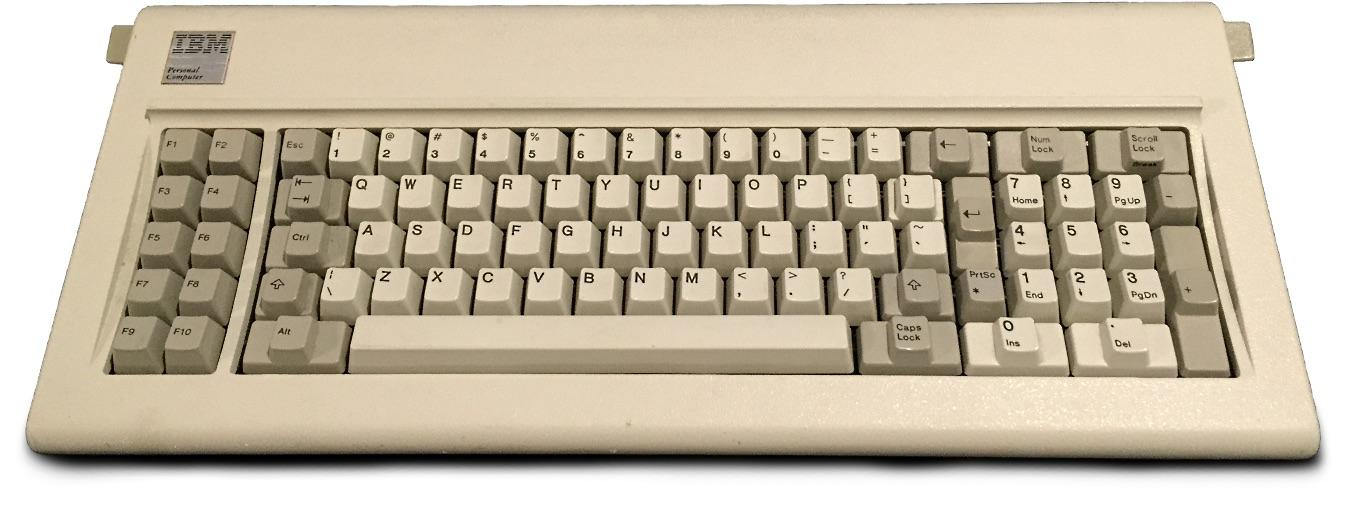 IBM
Personal
Computer
F1 F2 Esc ! 1 @ 2 # 3 $ 4 % 5 ^ 6 & 7 * 8 ( 9 ) 0 _ - + = ← Num Lock Scroll Lock Break
F3 F4 |← →| Q W E R T Y U I O P { [ } ] ↵ 7 Home 8 ↑ 9 PgUp -
F5 F6 Ctrl A S D F G H J K L : ; " ' ~ ` 4 ← 5 6 →
F7 F8 ⇧ | \ Z X C V B N M < , > . ? / ⇧ PrtSc * 1 End 2 ↓ 3 PgDn +
F9 F10 Alt Caps Lock 0 Ins . Del